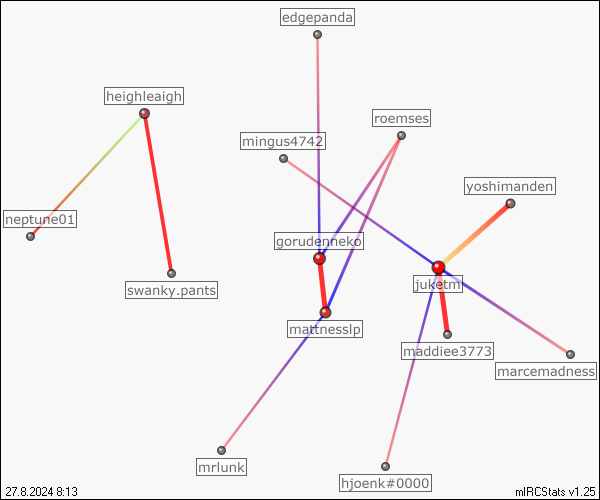 edgepanda
heighleaigh
roemses
mingus4742
yoshimanden
neptune01
gorudenneko
juketm
swanky.pants
mattnesslp
maddiee3773
marcemadness
mrlunk
hjoenk#0000
27.8.2024 8:13
mIRCStats v1.25